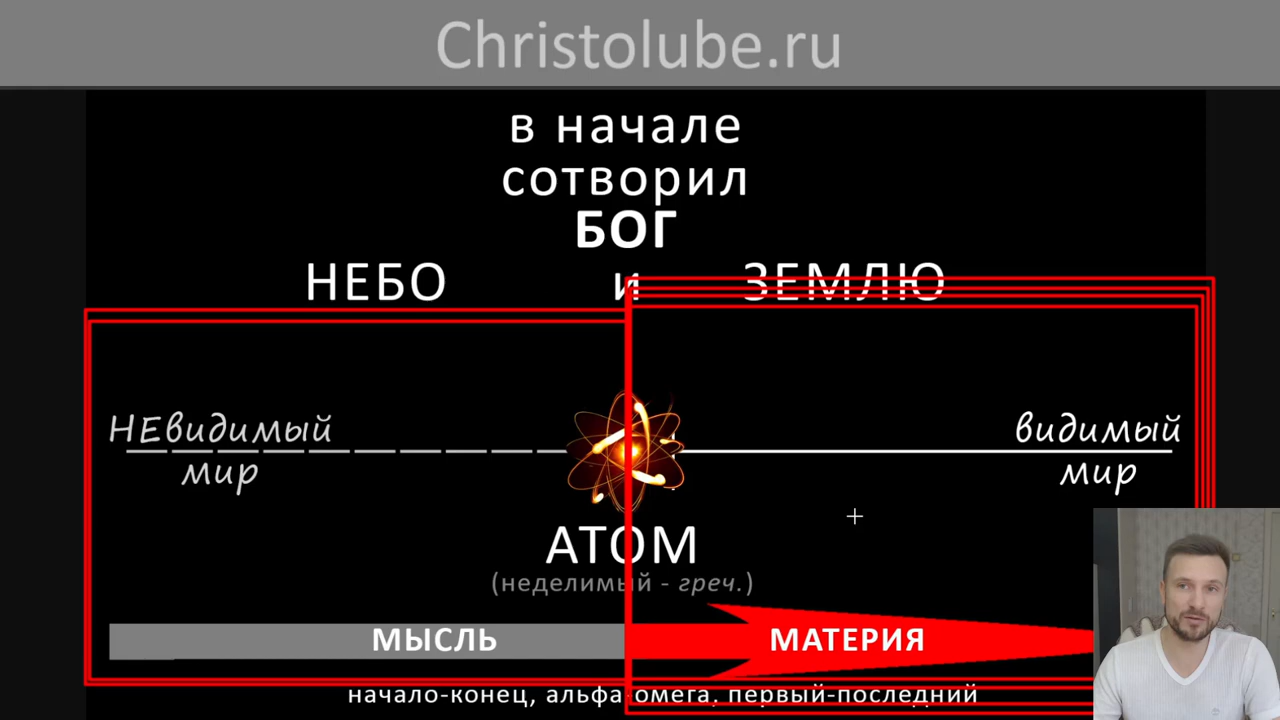 Christolube.ru
в начале
сотворил
БОГ
НЕБО и ЗЕМЛЮ
НЕвидимый мир
видимый мир
АТОМ
(неделимый - греч.)
МЫСЛЬ МАТЕРИЯ
начало-конец, альфа-омега, первый-последний